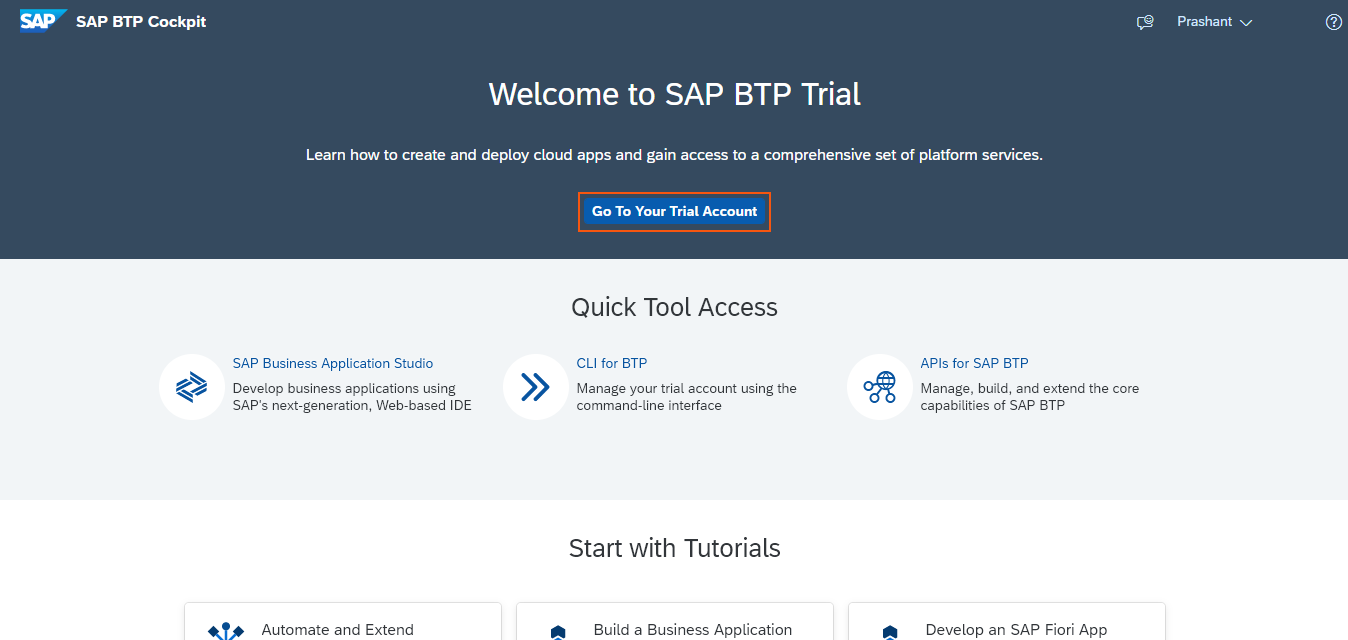 SAP SAP BTP Cockpit Prashant
Welcome to SAP BTP Trial
Learn how to create and deploy cloud apps and gain access to a comprehensive set of platform services.
Go To Your Trial Account
Quick Tool Access
SAP Business Application Studio
Develop business applications using
SAP's next-generation, Web-based IDE
CLI for BTP
Manage your trial account using the
command-line interface
APIs for SAP BTP
Manage, build, and extend the core
capabilities of SAP BTP
Start with Tutorials
Automate and Extend
Build a Business Application
Develop an SAP Fiori App